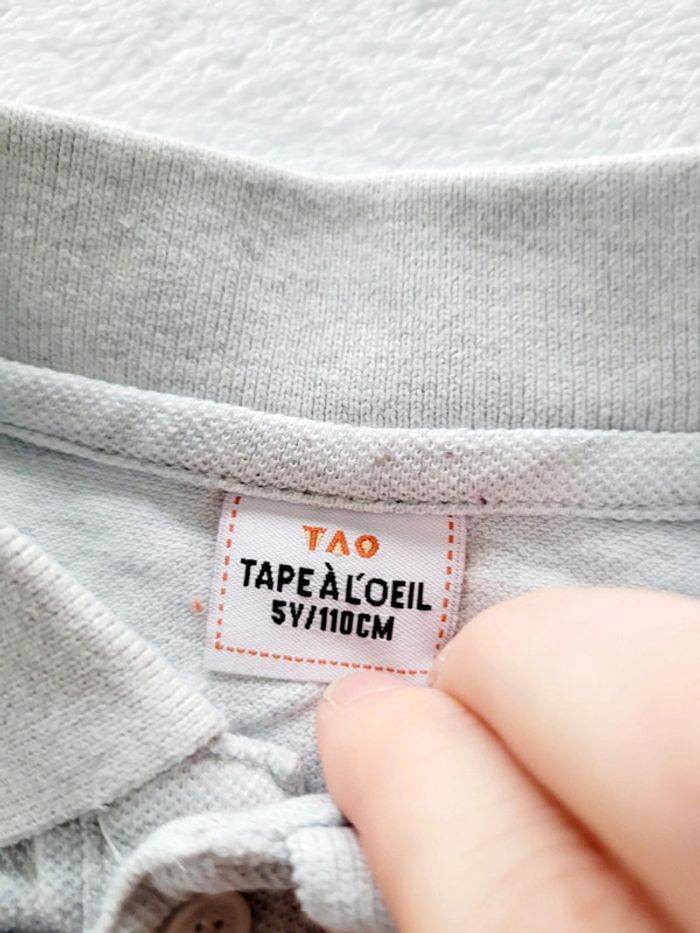 TAO
TAPE À L'OEIL
5Y/110CM